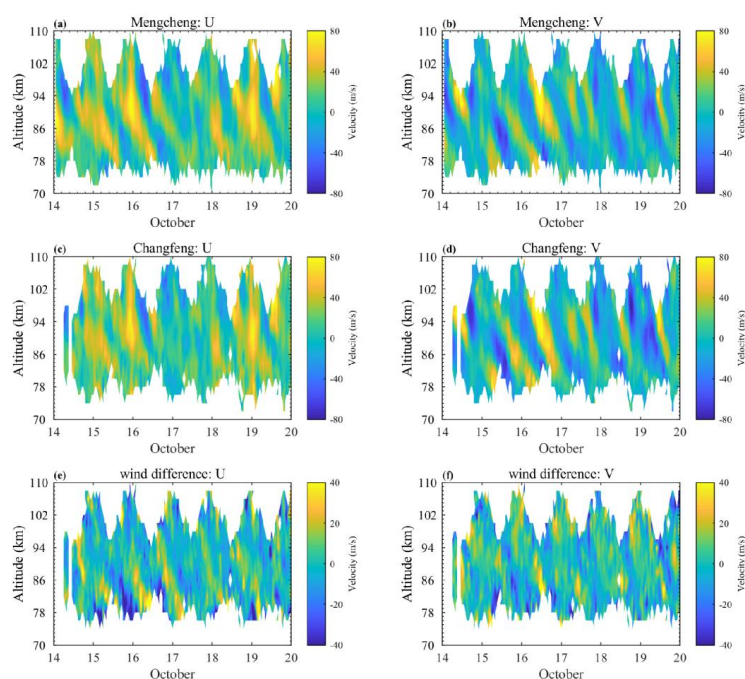 (a) Mengcheng: U
110
102
94
86
78
70
Altitude (km)
14 15 16 17 18 19 20
October
80
40
0
-40
-80
Velocity (m/s)
(b) Mengcheng: V
110
102
94
86
78
70
Altitude (km)
14 15 16 17 18 19 20
October
80
40
0
-40
-80
Velocity (m/s)
(c) Changfeng: U
110
102
94
86
78
70
Altitude (km)
14 15 16 17 18 19 20
October
80
40
0
-40
-80
Velocity (m/s)
(d) Changfeng: V
110
102
94
86
78
70
Altitude (km)
14 15 16 17 18 19 20
October
80
40
0
-40
-80
Velocity (m/s)
(e) wind difference: U
110
102
94
86
78
70
Altitude (km)
14 15 16 17 18 19 20
October
40
20
0
-20
-40
Velocity (m/s)
(f) wind difference: V
110
102
94
86
78
70
Altitude (km)
14 15 16 17 18 19 20
October
40
20
0
-20
-40
Velocity (m/s)